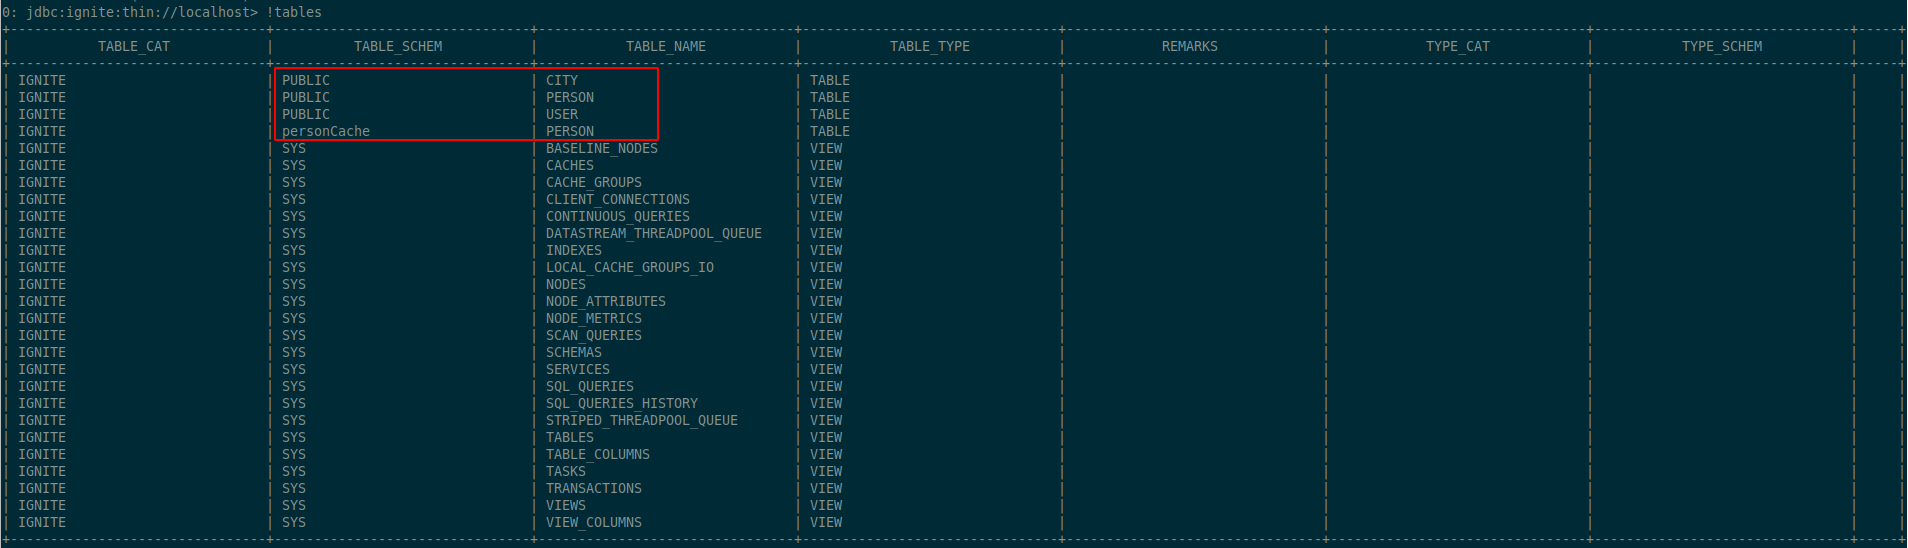 0: jdbc:ignite:thin://localhost> !tables
+--------------------------------+--------------------------------+--------------------------------+--------------------------------+--------------------------------+--------------------------------+--------------------------------+-----+-----+
| TABLE_CAT | TABLE_SCHEM | TABLE_NAME | TABLE_TYPE | REMARKS | TYPE_CAT | TYPE_SCHEM | | |
+--------------------------------+--------------------------------+--------------------------------+--------------------------------+--------------------------------+--------------------------------+--------------------------------+-----+-----+
| IGNITE | PUBLIC | CITY | TABLE | | | | | |
| IGNITE | PUBLIC | PERSON | TABLE | | | | | |
| IGNITE | PUBLIC | USER | TABLE | | | | | |
| IGNITE | personCache | PERSON | TABLE | | | | | |
| IGNITE | SYS | BASELINE_NODES | VIEW | | | | | |
| IGNITE | SYS | CACHES | VIEW | | | | | |
| IGNITE | SYS | CACHE_GROUPS | VIEW | | | | | |
| IGNITE | SYS | CLIENT_CONNECTIONS | VIEW | | | | | |
| IGNITE | SYS | CONTINUOUS_QUERIES | VIEW | | | | | |
| IGNITE | SYS | DATASTREAM_THREADPOOL_QUEUE | VIEW | | | | | |
| IGNITE | SYS | INDEXES | VIEW | | | | | |
| IGNITE | SYS | LOCAL_CACHE_GROUPS_IO | VIEW | | | | | |
| IGNITE | SYS | NODES | VIEW | | | | | |
| IGNITE | SYS | NODE_ATTRIBUTES | VIEW | | | | | |
| IGNITE | SYS | NODE_METRICS | VIEW | | | | | |
| IGNITE | SYS | SCAN_QUERIES | VIEW | | | | | |
| IGNITE | SYS | SCHEMAS | VIEW | | | | | |
| IGNITE | SYS | SERVICES | VIEW | | | | | |
| IGNITE | SYS | SQL_QUERIES | VIEW | | | | | |
| IGNITE | SYS | SQL_QUERIES_HISTORY | VIEW | | | | | |
| IGNITE | SYS | STRIPED_THREADPOOL_QUEUE | VIEW | | | | | |
| IGNITE | SYS | TABLES | VIEW | | | | | |
| IGNITE | SYS | TABLE_COLUMNS | VIEW | | | | | |
| IGNITE | SYS | TASKS | VIEW | | | | | |
| IGNITE | SYS | TRANSACTIONS | VIEW | | | | | |
| IGNITE | SYS | VIEWS | VIEW | | | | | |
| IGNITE | SYS | VIEW_COLUMNS | VIEW | | | | | |
+--------------------------------+--------------------------------+--------------------------------+--------------------------------+--------------------------------+--------------------------------+--------------------------------+-----+-----+